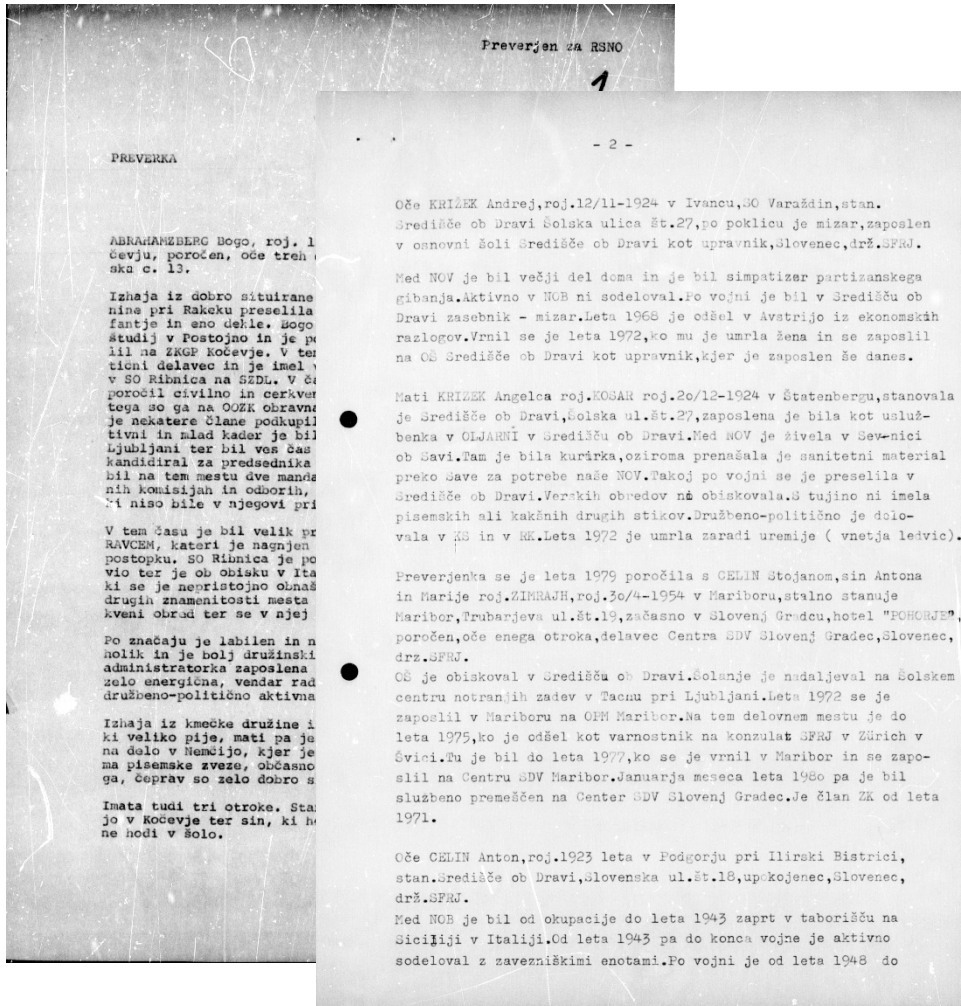 Preverjen za RSNO
1
PREVERKA
ABRAHAMZBERG Bogo, roj. 1
čevju, poročen, oče treh
ska c. 13.
Izhaja iz dobro situirane
nina pri Rakeku preselila
fantje in eno dekle. Bogo
študij v Postojno in je
lil na ZKGP Kočevje. V
tični delavec in je imel
v SO Ribnica na SZDL. V
poročil civilno in
tega so ga na OOZK
je nekatere člane podkupil
tivni in mlad kader je bil
Ljubljani ter bil ves čas
kandidiral za predsednika
bil na tem mestu dve
nih komisijah in odborih,
ki niso bile v njegovi
V tem času je bil velik
RAVCEM, kateri je nagnjen
postopku. SO Ribnica je
vio ter je ob obisku v
ki se je nepristojno
drugih znamenitosti mesta
kveni obred ter se v njej
Po značaju je labilen in
holik in je bolj
administratorka zaposlena
zelo energična, vendar
družbeno-politično aktivna
Izhaja iz kmečke družine
ki veliko pije, mati pa je
na delo v Nemčijo, kjer je
ma pisemske zveze,
ga, čeprav so zelo dobro
Imata tudi tri otroke.
jo v Kočevje ter sin, ki
ne hodi v šolo.
- 2 -
Oče KRIŽEK Andrej,roj.12/11-1924 v Ivancu,SO Varaždin,stan.
Središče ob Dravi Šolska ulica št.27,po poklicu je mizar,zaposlen
v osnovni šoli Središče ob Dravi kot upravnik,Slovenec,drž.SFRJ.
Med NOV je bil večji del doma in je bil simpatizer partizanskega
gibanja.Aktivno v NOB ni sodeloval.Po vojni je bil v Središču ob
Dravi zasebnik - mizar.Leta 1968 je odšel v Avstrijo iz ekonomskih
razlogov.Vrnil se je leta 1972,ko mu je umrla žena in se zaposlil
na OŠ Središče ob Dravi kot upravnik,kjer je zaposlen še danes.
Mati KRIŽEK Angelca roj.KOSAR roj.2o/12-1924 v Štatenbergu,stanovala
je Središče ob Dravi,Šolska ul.št.27,zaposlena je bila kot usluž-
benka v OLJARNI v Središču ob Dravi.Med NOV je živela v Sevnici
ob Savi.Tam je bila kurirka,oziroma prenašala je sanitetni material
preko Save za potrebe naše NOV.Takoj po vojni se je preselila v
Središče ob Dravi.Verskih obredov ni obiskovala.S tujino ni imela
pisemskih ali kakšnih drugih stikov.Družbeno-politično je delo-
vala v KS in v RK.Leta 1972 je umrla zaradi uremije ( vnetja ledvic).
Preverjenka se je leta 1979 poročila s CELIN Stojanom,sin Antona
in Marije roj.ZIMRAJH,roj.3o/4-1954 v Mariboru,stalno stanuje
Maribor,Trubarjeva ul.št.19,začasno v Slovenj Gradcu,hotel "POHORJE",
poročen,oče enega otroka,delavec Centra SDV Slovenj Gradec,Slovenec,
drz.SFRJ.
OŠ je obiskoval v Središču ob Dravi.Šolanje je nadaljeval na Šolskem
centru notranjih zadev v Tacnu pri Ljubljani.Leta 1972 se je
zaposlil v Mariboru na OPM Maribor.Na tem delovnem mestu je do
leta 1975,ko je odšel kot varnostnik na konzulat SFRJ v Zürich v
Švici.Tu je bil do leta 1977,ko se je vrnil v Maribor in se zapo-
slil na Centru SDV Maribor.Januarja meseca leta 198o pa je bil
službeno premeščen na Center SDV Slovenj Gradec.Je član ZK od leta
1971.
Oče CELIN Anton,roj.1923 leta v Podgorju pri Ilirski Bistrici,
stan.Središče ob Dravi,Slovenska ul.št.18,upokojenec,Slovenec,
drž.SFRJ.
Med NOB je bil od okupacije do leta 1943 zaprt v taborišču na
Siciliji v Italiji.Od leta 1943 pa do konca vojne je aktivno
sodeloval z zavezniškimi enotami.Po vojni je od leta 1948 do